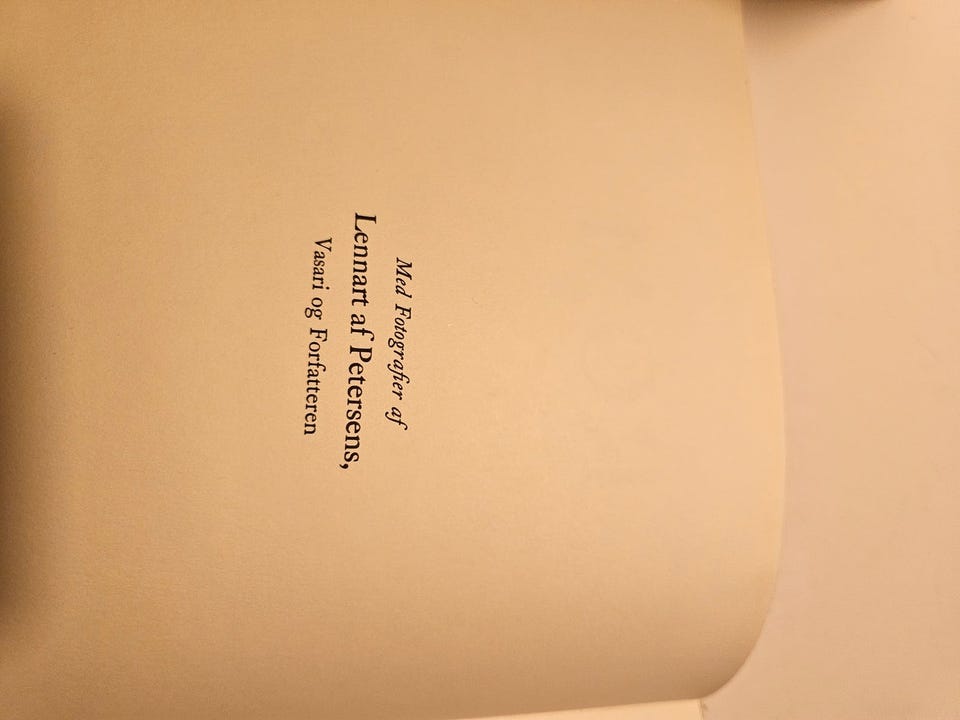 Med Fotografier af
Lennart af Petersens,
Vasari og Forfatteren